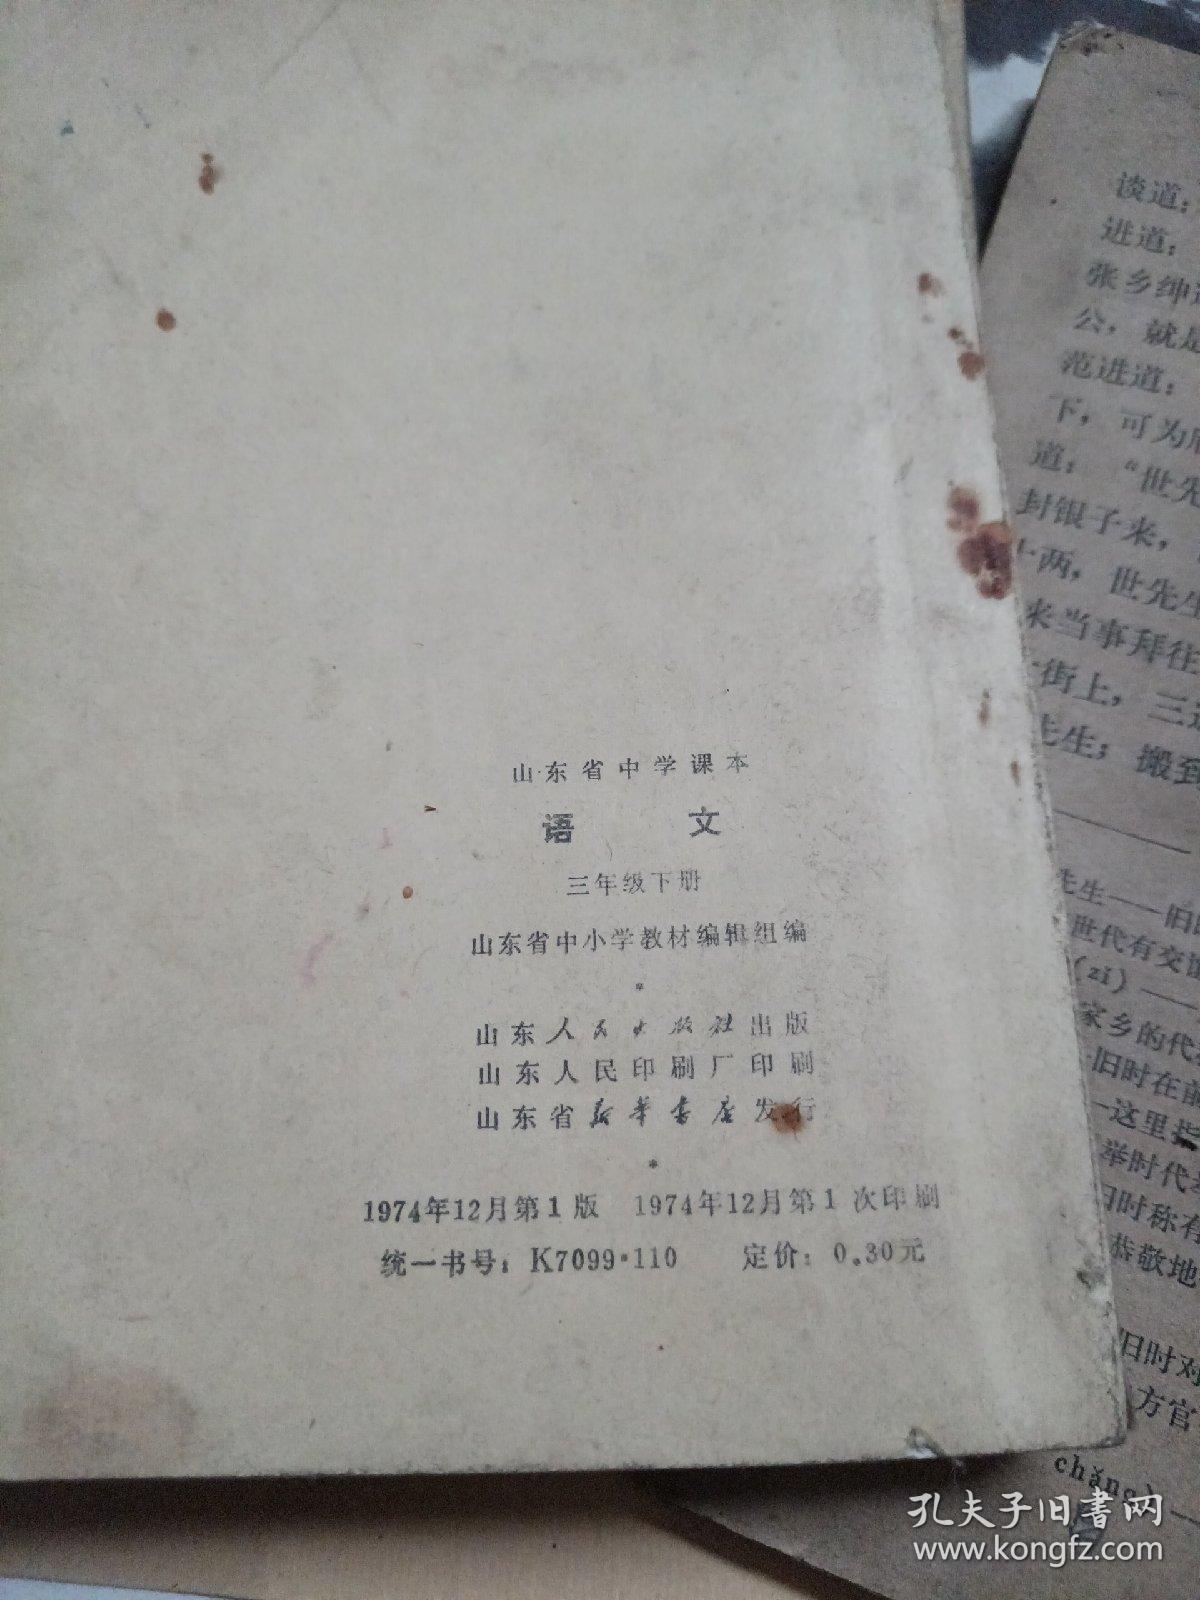 山东省中学课本
语 文
三年级下册
山东省中小学教材编辑组编
*
山东人民出版社出版
山东人民印刷厂印刷
山东省新华书店发行
*
1974年12月第1版 1974年12月第1次印刷
统一书号：K7099·110 定价：0.30元
谈道：
进道：
张乡绅
公，就是
范进道：
下，可为
道：“世先
封银子来，
十两，世先生
来当事拜往
街上，三
先生；搬到
先生——旧
世代有交
(zì)——
家乡的代
旧时在前
—这里指
举时代
旧时称有
恭敬地
旧时对
方官
chǎng)—
孔夫子旧书网
www.kongfz.com